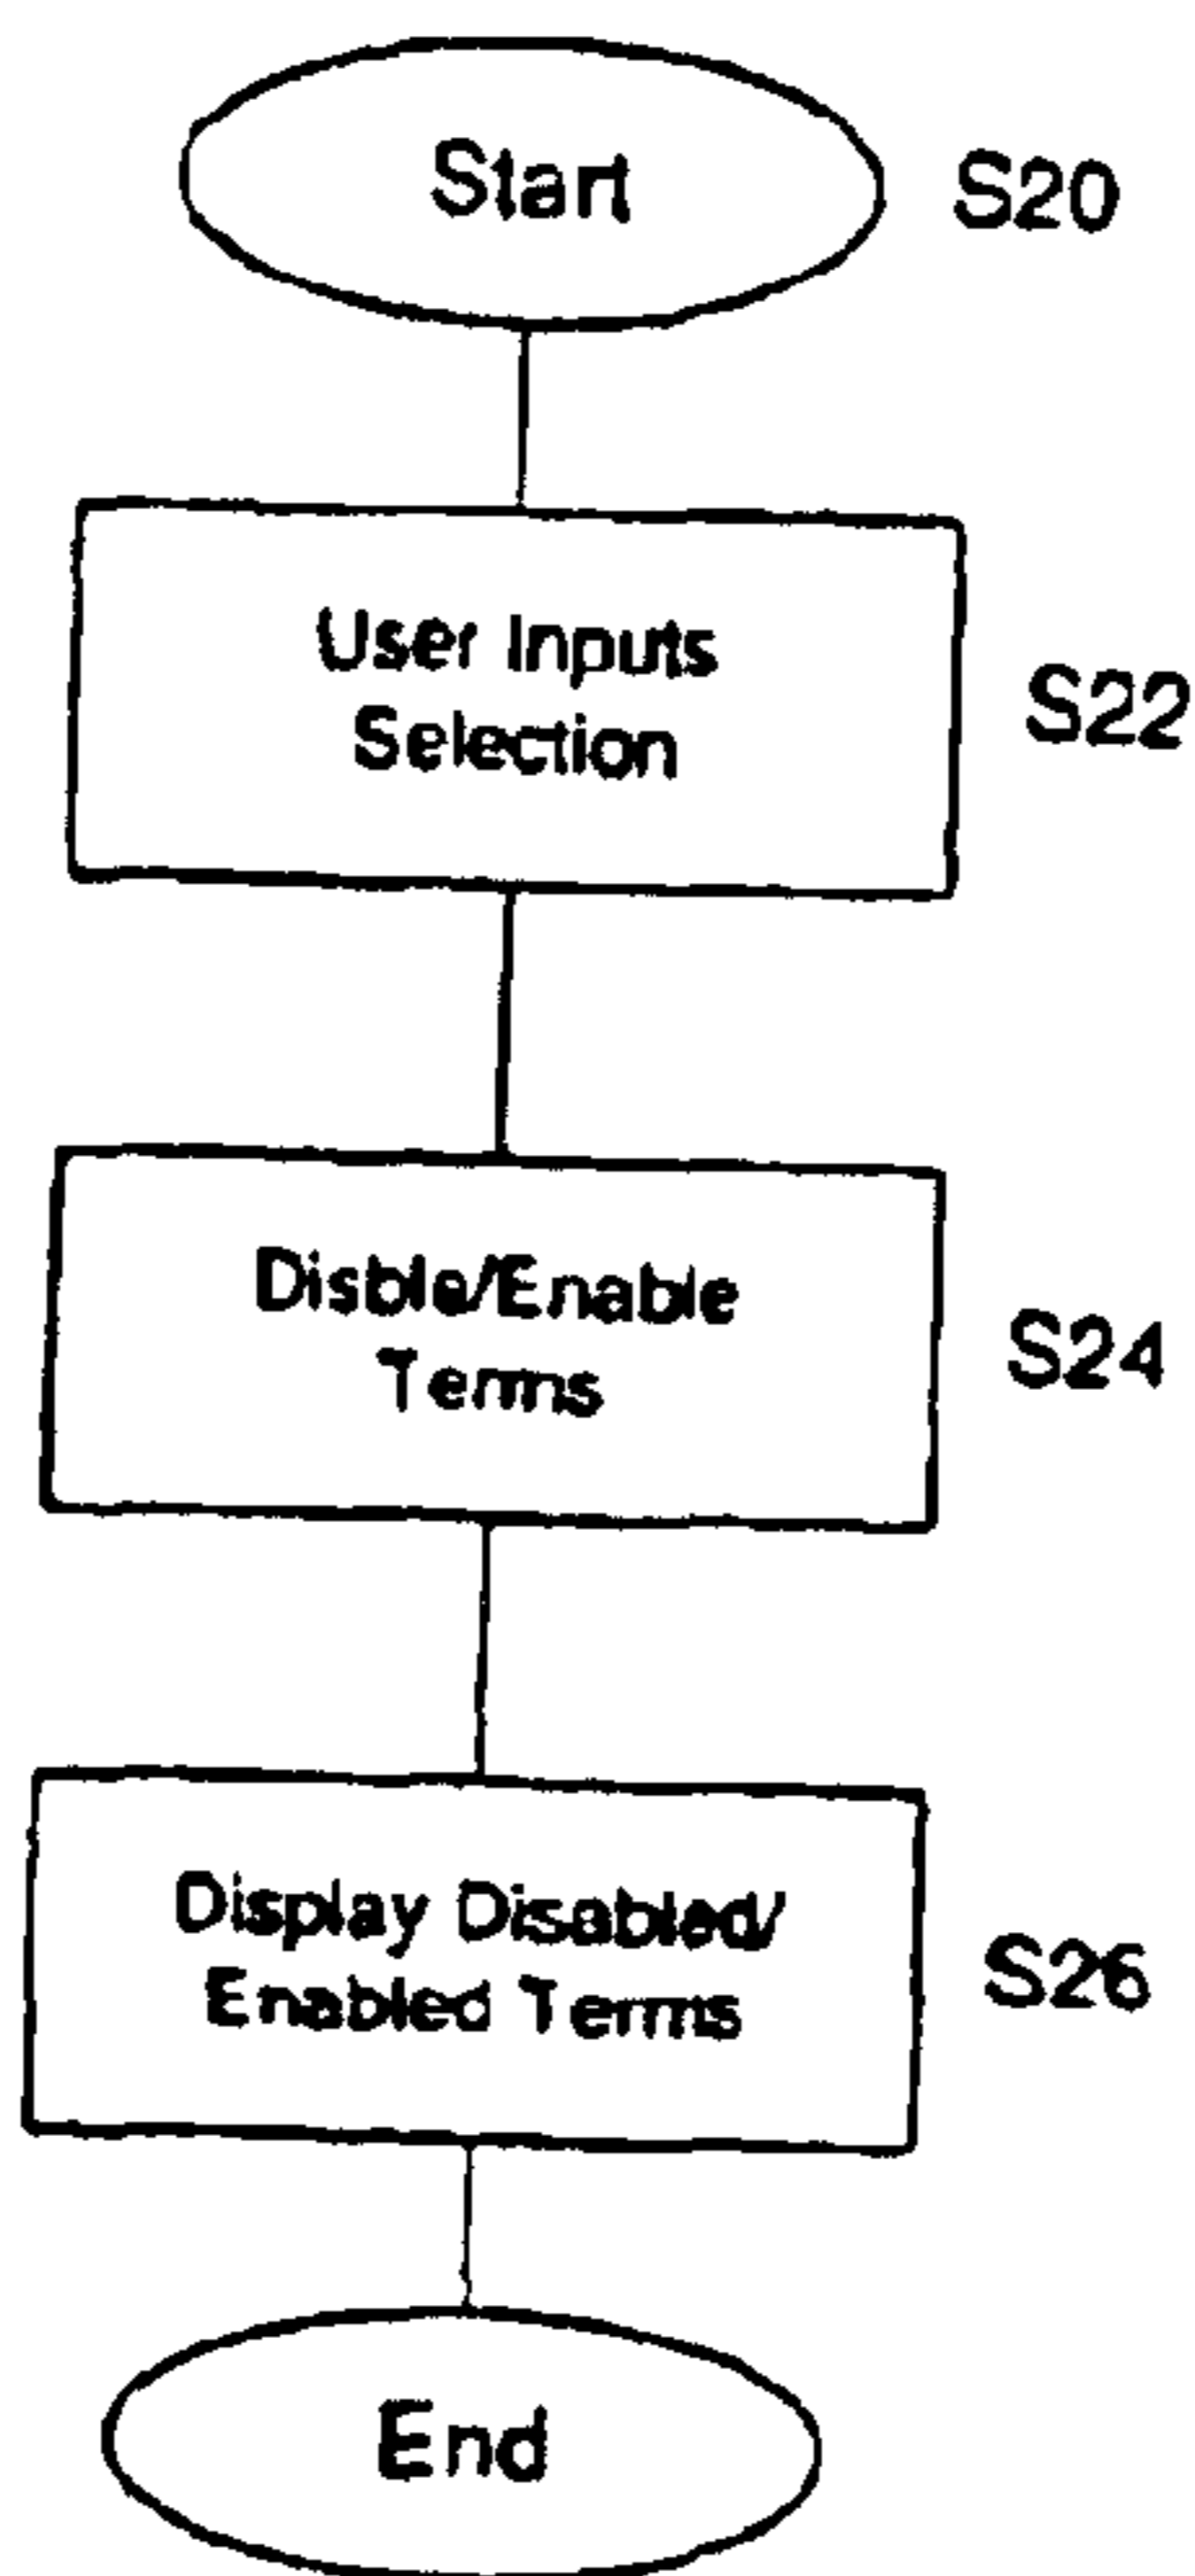 Start
S20
User Inputs
Selection
S22
Disble/Enable
Terms
S24
Display Disabled/
Enabled Terms
S26
End